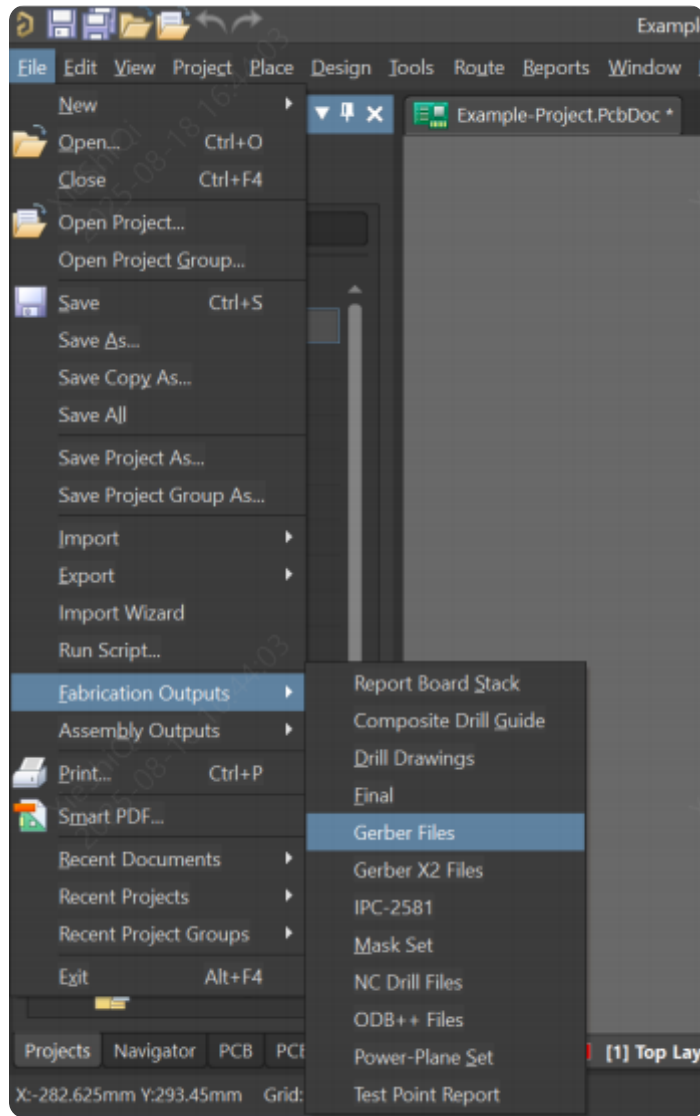 Exampl
File Edit View Project Place Design Tools Route Reports Window
New
Example-Project.PcbDoc *
Open... Ctrl+O
Close Ctrl+F4
Open Project...
Open Project Group...
Save Ctrl+S
Save As...
Save Copy As...
Save All
Save Project As...
Save Project Group As...
Import
Export
Import Wizard
Run Script...
Fabrication Outputs
Assembly Outputs
Print... Ctrl+P
Smart PDF...
Recent Documents
Recent Projects
Recent Project Groups
Exit Alt+F4
Report Board Stack
Composite Drill Guide
Drill Drawings
Final
Gerber Files
Gerber X2 Files
IPC-2581
Mask Set
NC Drill Files
ODB++ Files
Power-Plane Set
Test Point Report
Projects Navigator PCB PCB
[1] Top Lay
X:-282.625mm Y:293.45mm Grid: